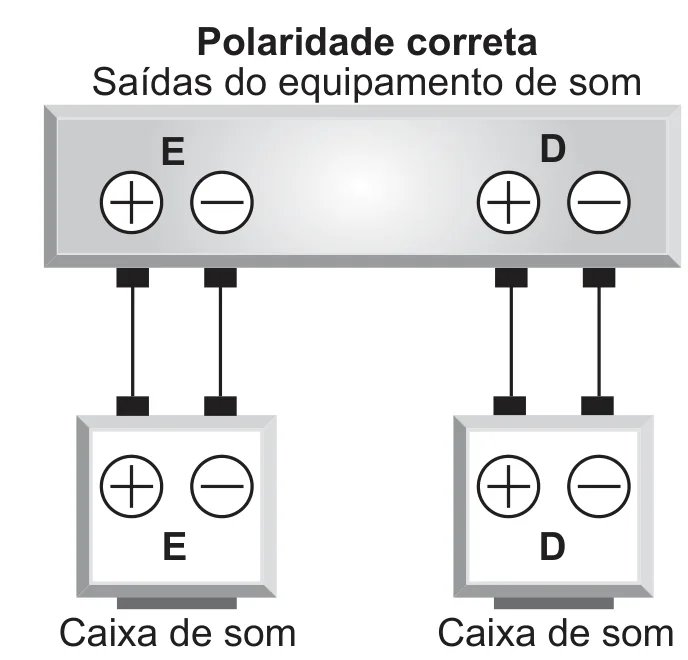 Polaridade correta
Saídas do equipamento de som
E D
+ − + −
+ − + −
E D
Caixa de som Caixa de som